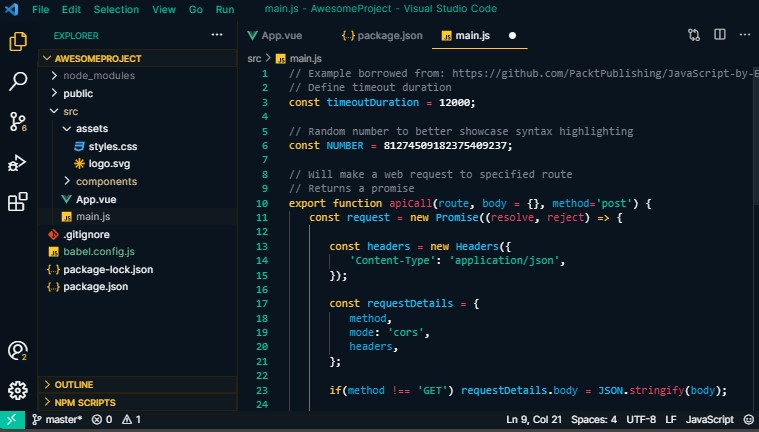 File Edit Selection View Go Run main.js - AwesomeProject - Visual Studio Code
EXPLORER ···
AWESOMEPROJECT
node_modules
public
src
assets
styles.css
logo.svg
components
App.vue
main.js
.gitignore
babel.config.js
package-lock.json
package.json
OUTLINE
NPM SCRIPTS
6
2
App.vue package.json main.js
src > main.js
1 // Example borrowed from: https://github.com/PacktPublishing/JavaScript-by-E
2 // Define timeout duration
3 const timeoutDuration = 12000;
4
5 // Random number to better showcase syntax highlighting
6 const NUMBER = 81274509182375409237;
7
8 // Will make a web request to specified route
9 // Returns a promise
10 export function apiCall(route, body = {}, method='post') {
11 const request = new Promise((resolve, reject) => {
12
13 const headers = new Headers({
14 'Content-Type': 'application/json',
15 });
16
17 const requestDetails = {
18 method,
19 mode: 'cors',
20 headers,
21 };
22
23 if(method !== 'GET') requestDetails.body = JSON.stringify(body);
24
master* 0 1 Ln 9, Col 21 Spaces: 4 UTF-8 LF JavaScript